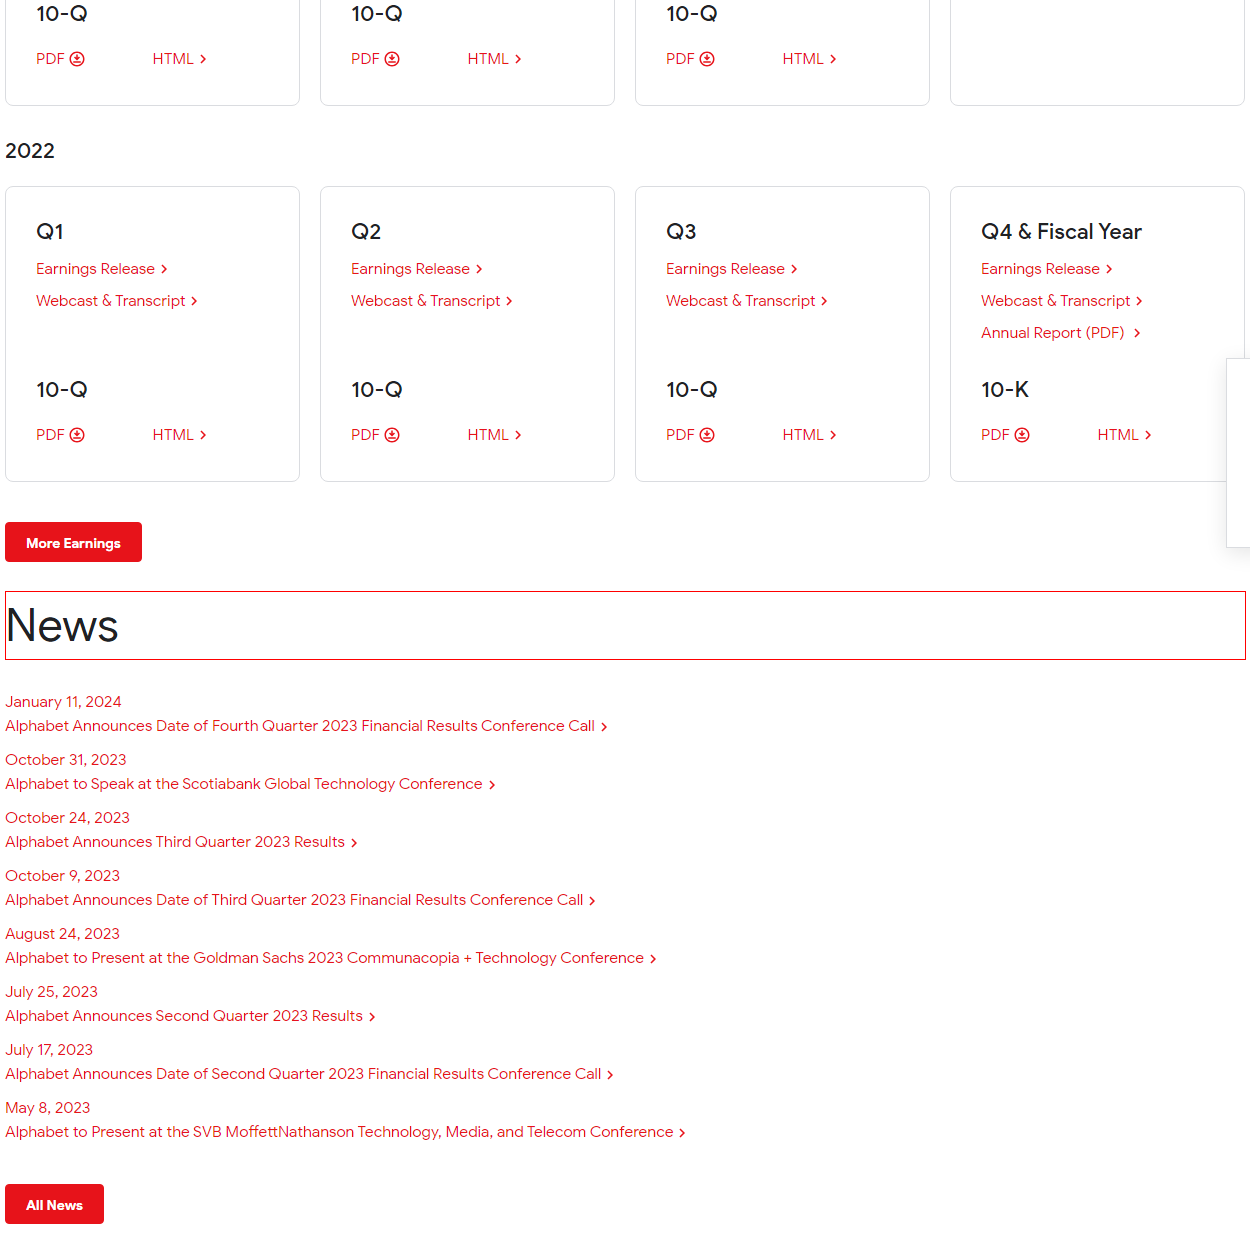 10-Q 10-Q 10-Q
PDF HTML PDF HTML PDF HTML
2022
Q1
Earnings Release
Webcast & Transcript
10-Q
PDF HTML
Q2
Earnings Release
Webcast & Transcript
10-Q
PDF HTML
Q3
Earnings Release
Webcast & Transcript
10-Q
PDF HTML
Q4 & Fiscal Year
Earnings Release
Webcast & Transcript
Annual Report (PDF)
10-K
PDF HTML
More Earnings
News
January 11, 2024
Alphabet Announces Date of Fourth Quarter 2023 Financial Results Conference Call
October 31, 2023
Alphabet to Speak at the Scotiabank Global Technology Conference
October 24, 2023
Alphabet Announces Third Quarter 2023 Results
October 9, 2023
Alphabet Announces Date of Third Quarter 2023 Financial Results Conference Call
August 24, 2023
Alphabet to Present at the Goldman Sachs 2023 Communacopia + Technology Conference
July 25, 2023
Alphabet Announces Second Quarter 2023 Results
July 17, 2023
Alphabet Announces Date of Second Quarter 2023 Financial Results Conference Call
May 8, 2023
Alphabet to Present at the SVB MoffettNathanson Technology, Media, and Telecom Conference
All News